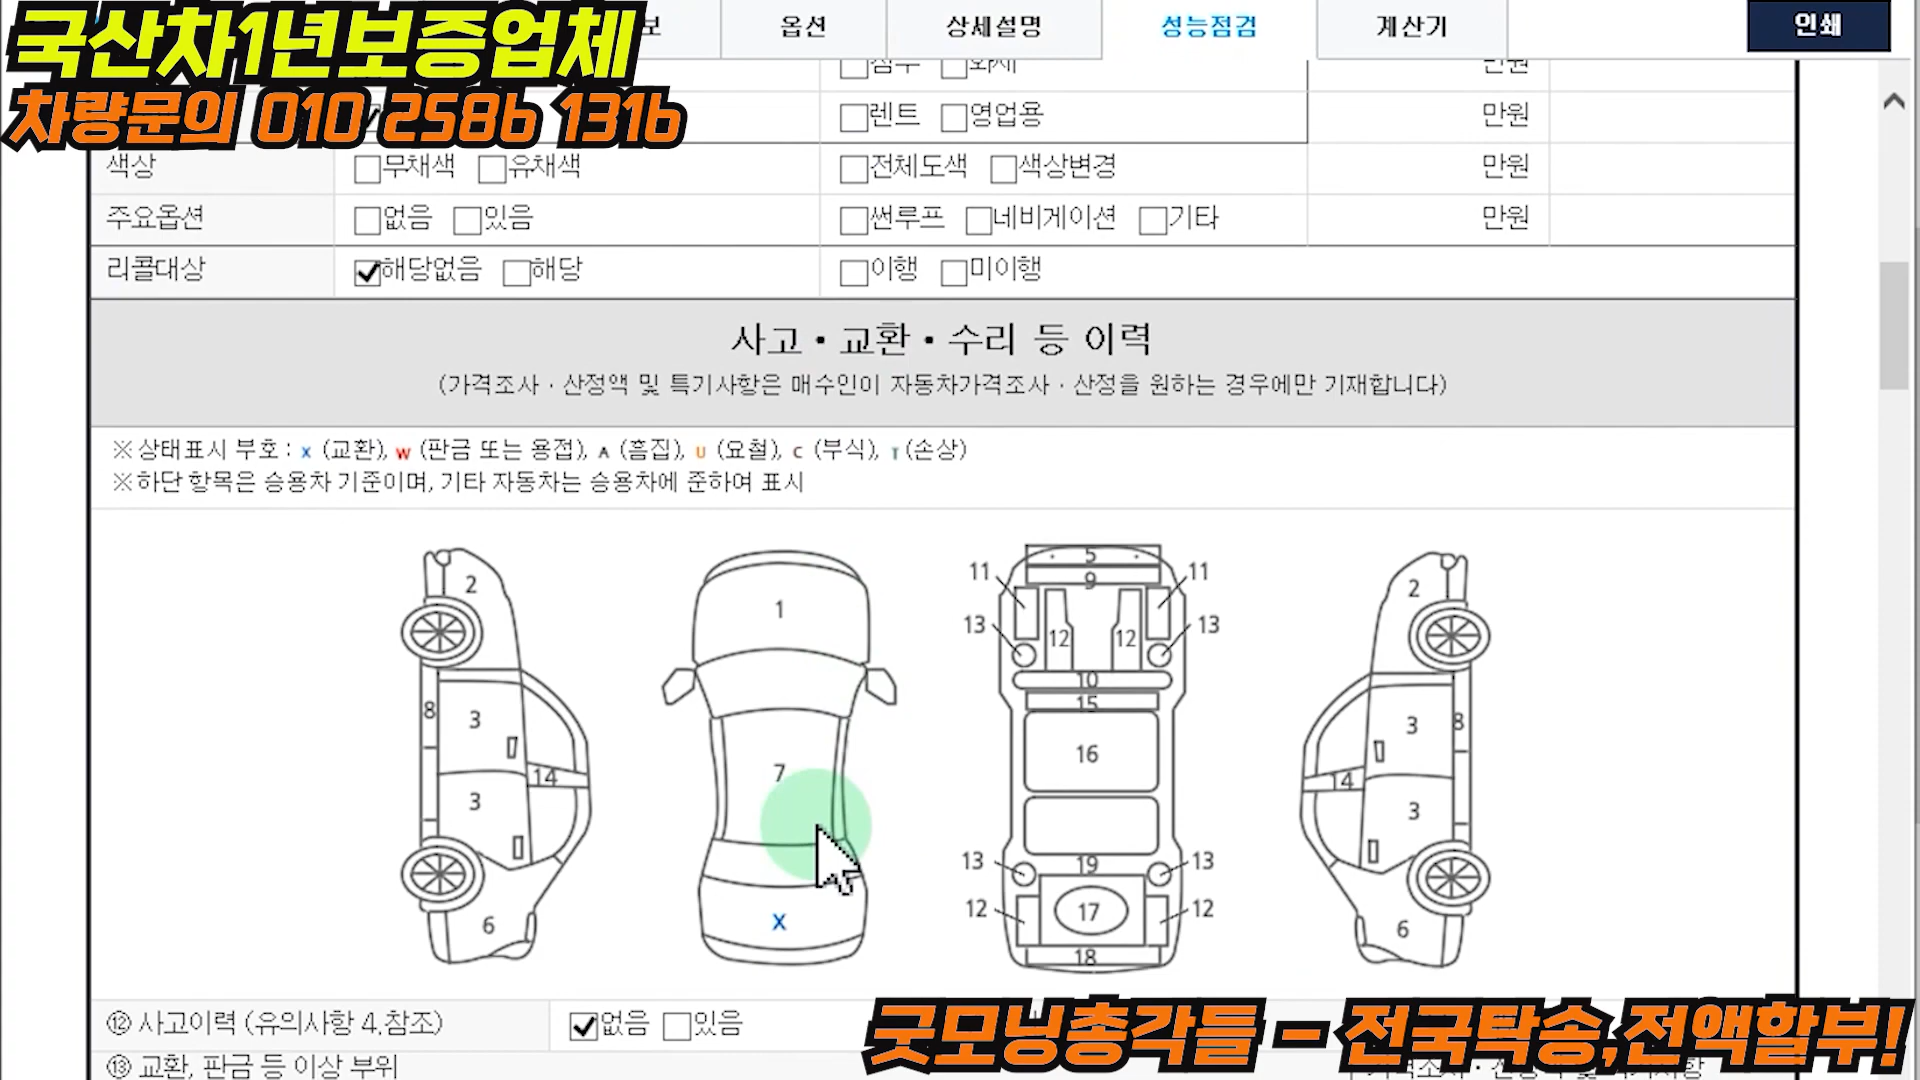 국산차1년보증업체
차량문의 010 2586 1316
보
옵션
상세설명
성능점검
계산기
인쇄
침수 화재
만원
렌트 영업용
만원
색상
무채색 유채색
전체도색 색상변경
만원
주요옵션
없음 있음
썬루프 네비게이션 기타
만원
리콜대상
해당없음 해당
이행 미이행
사고 • 교환 • 수리 등 이력
(가격조사 · 산정액 및 특기사항은 매수인이 자동차가격조사 · 산정을 원하는 경우에만 기재합니다)
※ 상태표시 부호 : X (교환), W (판금 또는 용접), A (흠집), U (요철), C (부식), T (손상)
※ 하단 항목은 승용차 기준이며, 기타 자동차는 승용차에 준하여 표시
2
8
3
3
14
6
1
7
X
5
9
11
11
13
13
12
12
10
15
16
19
13
13
12
12
17
18
2
3
8
14
3
6
⑫ 사고이력 (유의사항 4.참조)
없음 있음
⑬ 교환, 판금 등 이상 부위
굿모닝총각들 - 전국탁송,전액할부!